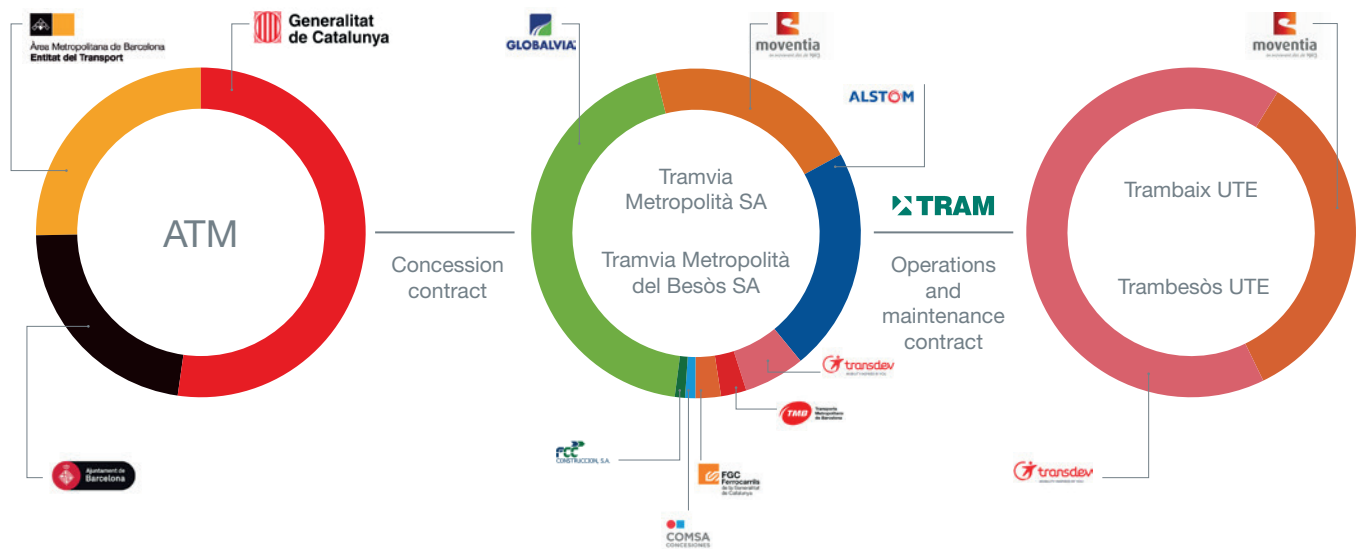 Àrea Metropolitana de Barcelona
Entitat del Transport
Generalitat
de Catalunya
GLOBALVIA
moventia
ALSTOM
moventia
ATM
Concession
contract
Tramvia
Metropolità SA
Tramvia Metropolità
del Besòs SA
TRAM
Operations
and
maintenance
contract
Trambaix UTE
Trambesòs UTE
transdev
TMB
Transports
Metropolitans
de Barcelona
FCC
CONSTRUCCION, S.A.
FGC
Ferrocarrils
de la Generalitat
de Catalunya
COMSA
CONCESIONES
Ajuntament de
Barcelona
transdev